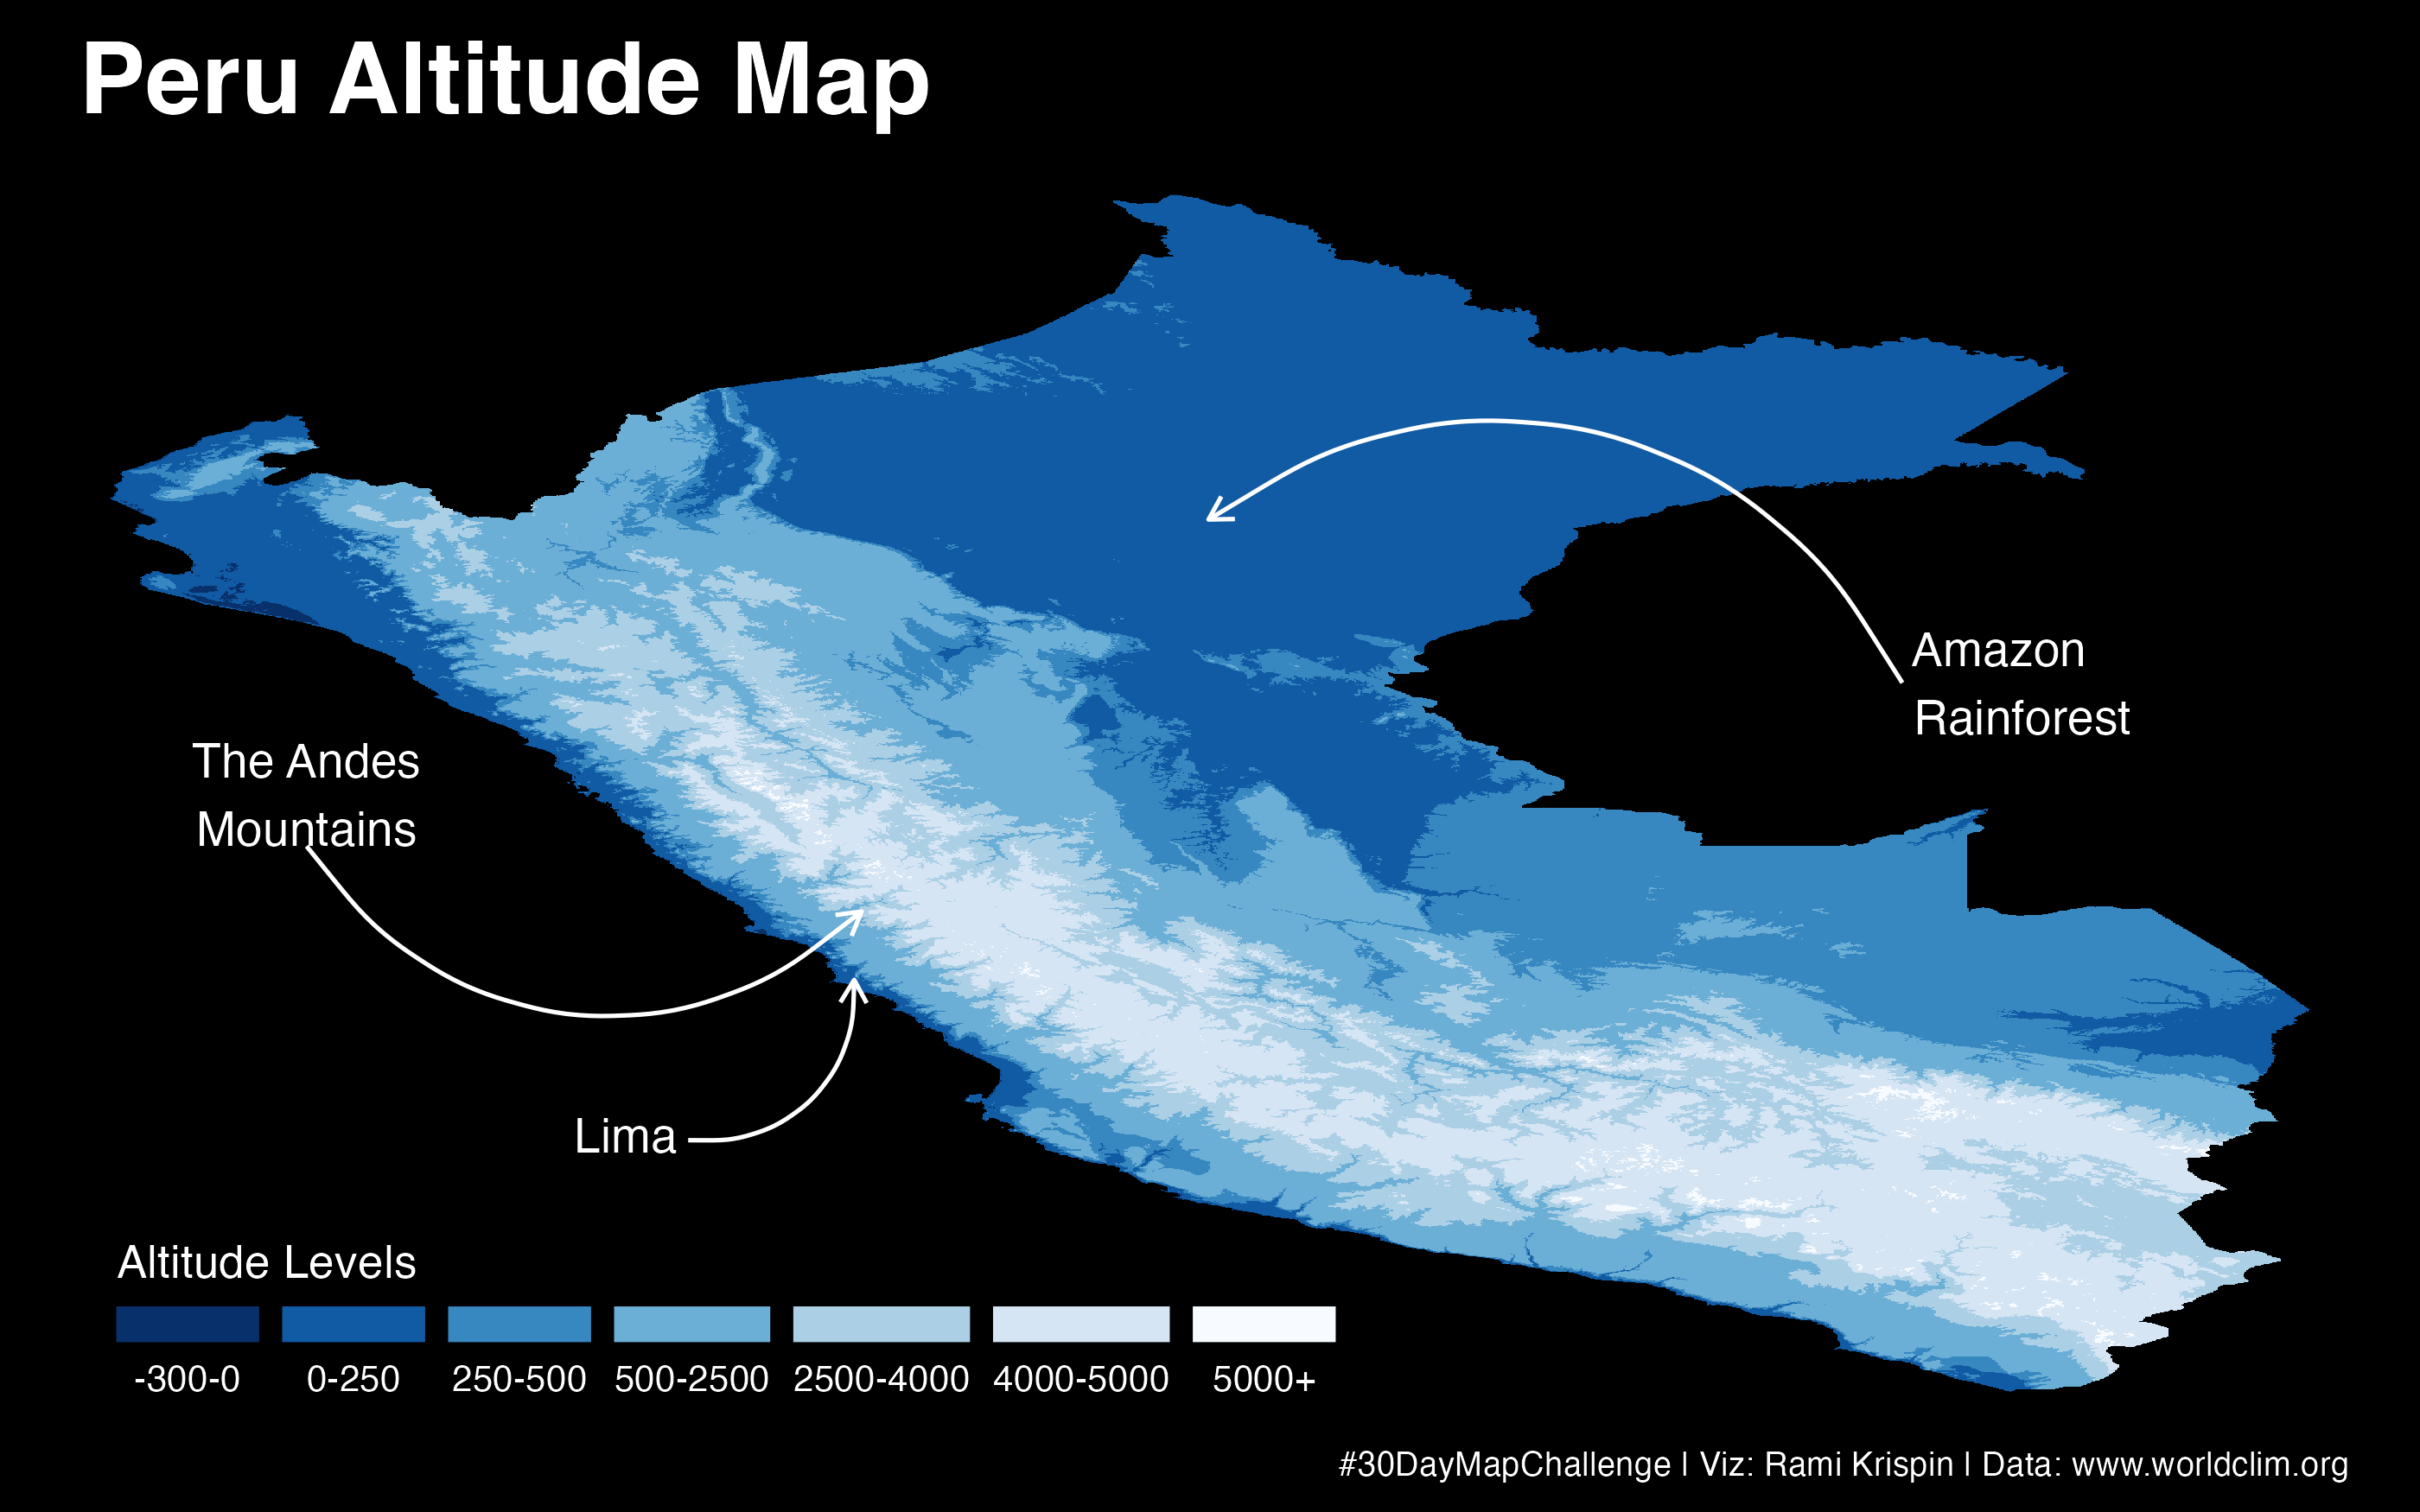 Peru Altitude Map
Amazon
Rainforest
The Andes
Mountains
Lima
Altitude Levels
-300-0 0-250 250-500 500-2500 2500-4000 4000-5000 5000+
#30DayMapChallenge | Viz: Rami Krispin | Data: www.worldclim.org